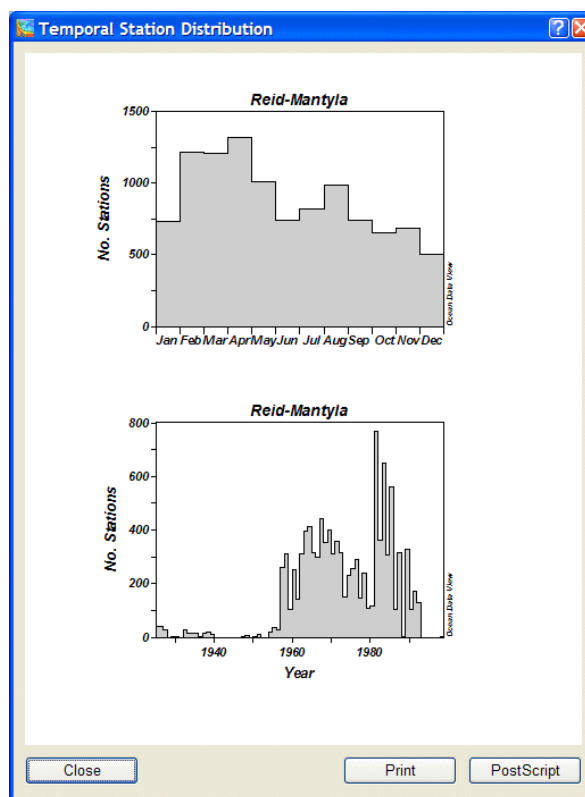 Temporal Station Distribution
Reid-Mantyla
1500
1000
500
0
No. Stations
Jan Feb Mar Apr May Jun Jul Aug Sep Oct Nov Dec
Ocean Data View
Reid-Mantyla
800
600
400
200
0
No. Stations
1940 1960 1980
Year
Ocean Data View
Close
Print
PostScript